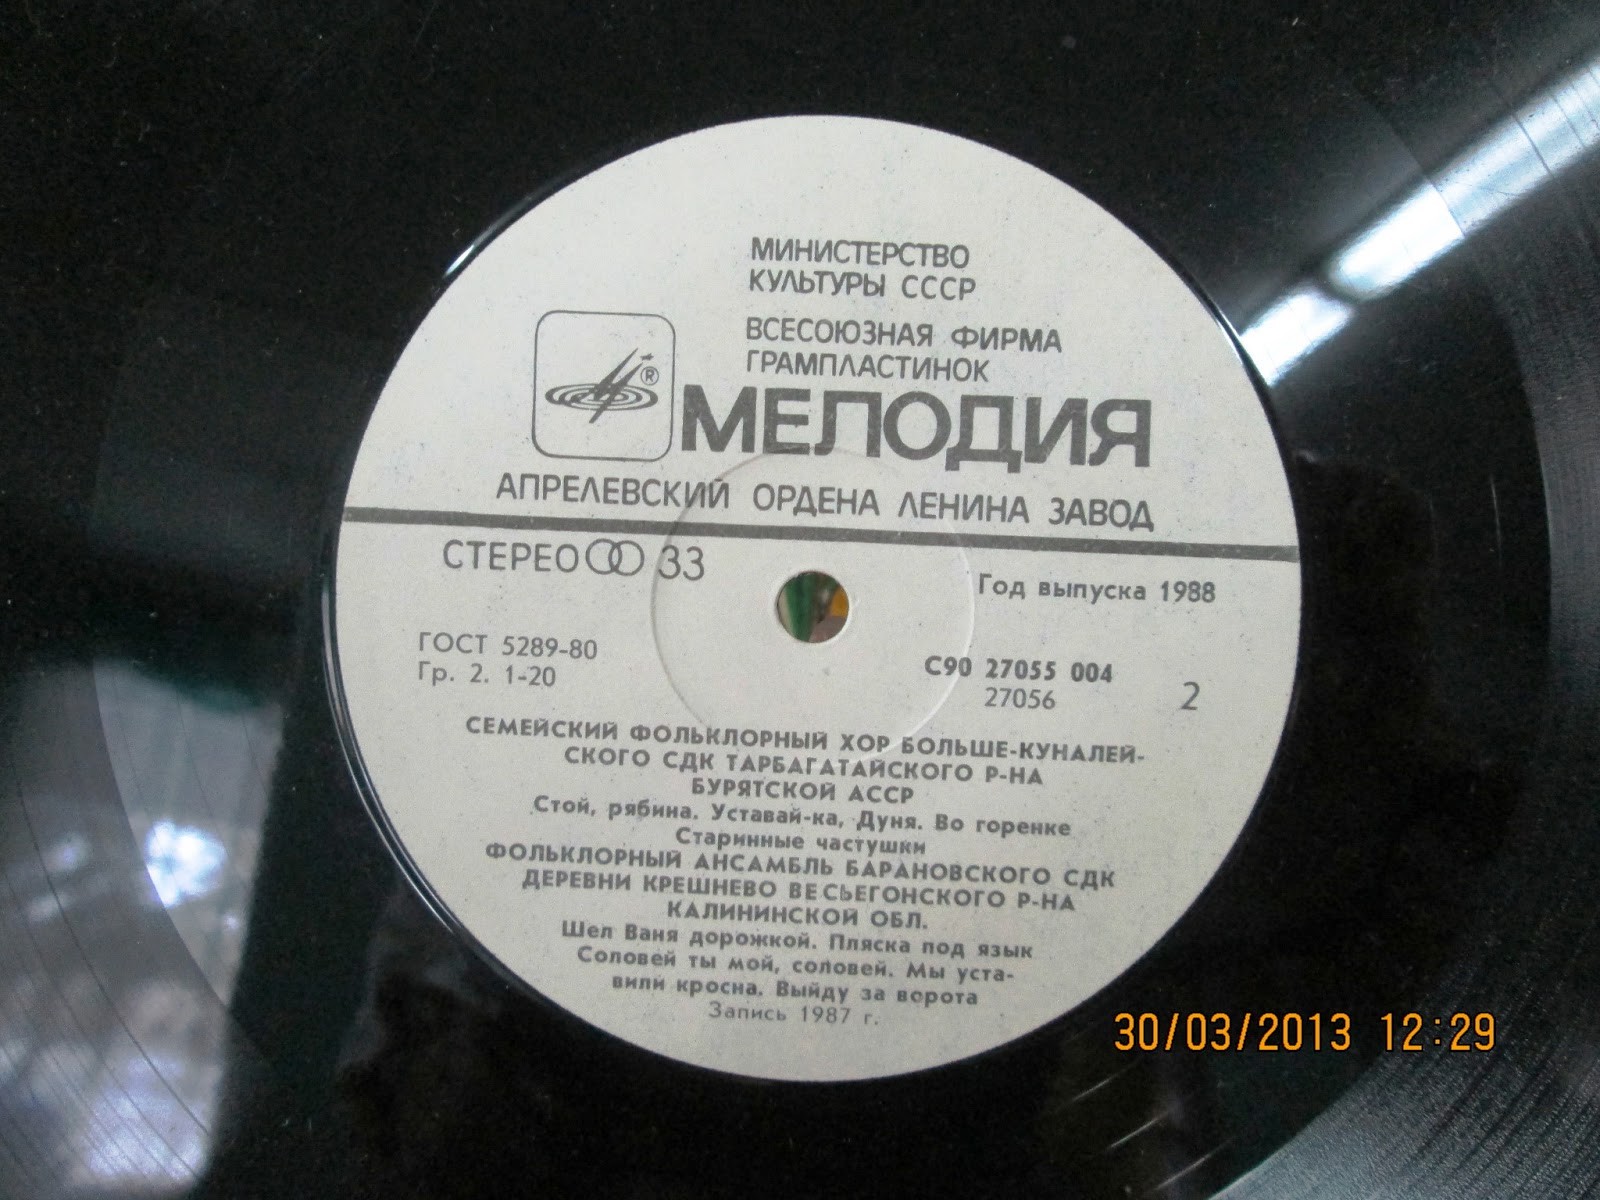 МИНИСТЕРСТВО
КУЛЬТУРЫ СССР
ВСЕСОЮЗНАЯ ФИРМА
ГРАМПЛАСТИНОК
®
МЕЛОДИЯ
АПРЕЛЕВСКИЙ ОРДЕНА ЛЕНИНА ЗАВОД
СТЕРЕО 33
Год выпуска 1988
ГОСТ 5289-80
Гр. 2. 1-20
С90 27055 004
27056
2
СЕМЕЙСКИЙ ФОЛЬКЛОРНЫЙ ХОР БОЛЬШЕ-КУНАЛЕЙ-
СКОГО СДК ТАРБАГАТАЙСКОГО Р-НА
БУРЯТСКОЙ АССР
Стой, рябина. Уставай-ка, Дуня. Во горенке
Старинные частушки
ФОЛЬКЛОРНЫЙ АНСАМБЛЬ БАРАНОВСКОГО СДК
ДЕРЕВНИ КРЕШНЕВО ВЕСЬЕГОНСКОГО Р-НА
КАЛИНИНСКОЙ ОБЛ.
Шел Ваня дорожкой. Пляска под язык
Соловей ты мой, соловей. Мы уста-
вили кросна. Выйду за ворота
Запись 1987 г.
30/03/2013 12:29